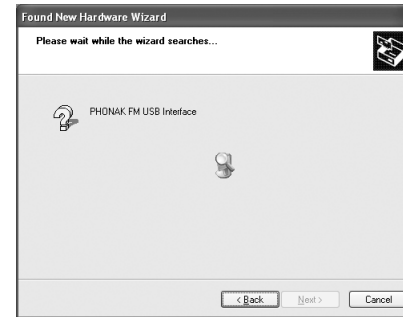 Found New Hardware Wizard
Please wait while the wizard searches...
PHONAK FM USB Interface
< Back
Next >
Cancel